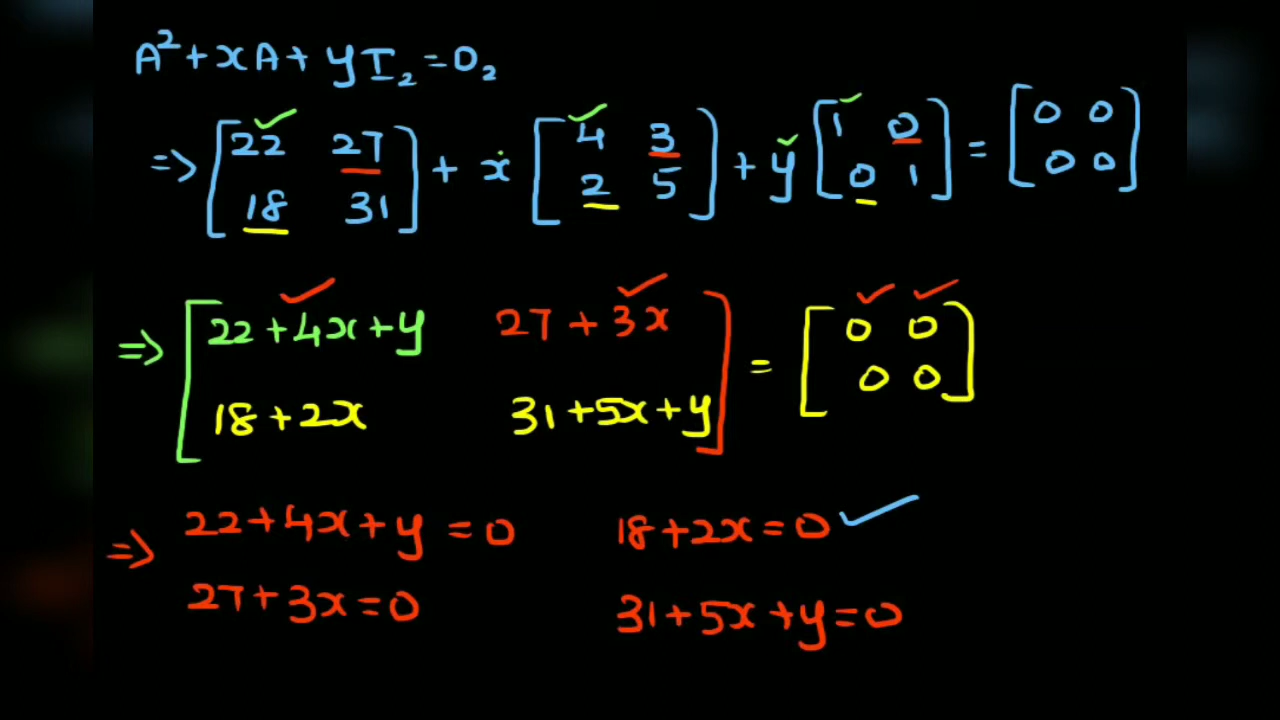 A² + xA + yI₂ = O₂
⇒ [22 27; 18 31] + x [4 3; 2 5] + y [1 0; 0 1] = [0 0; 0 0]
⇒ [22+4x+y 27+3x; 18+2x 31+5x+y] = [0 0; 0 0]
⇒ 22+4x+y=0 18+2x=0
27+3x=0 31+5x+y=0